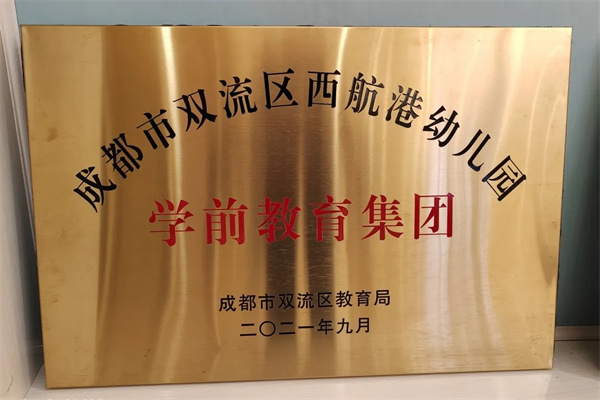 成都市双流区西航港幼儿园
学前教育集团
成都市双流区教育局
二〇二一年九月